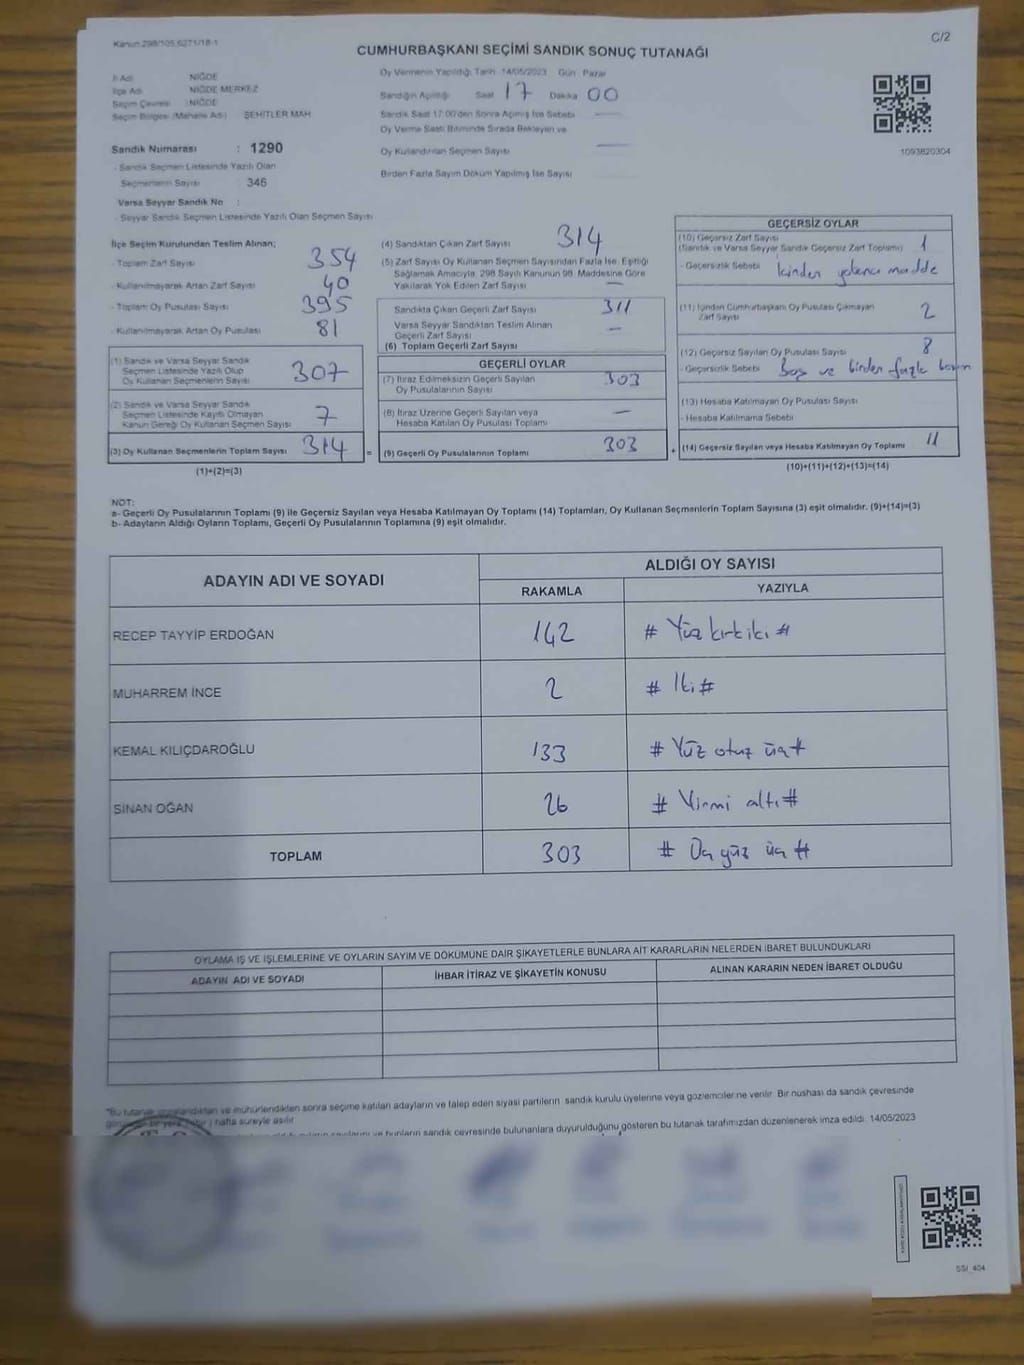 Kanun 298/105,6271/18-1
C/2
CUMHURBAŞKANI SEÇİMİ SANDIK SONUÇ TUTANAĞI
İl Adı NİĞDE
İlçe Adı NİĞDE MERKEZ
Seçim Çevresi : NİĞDE
Seçim Bölgesi (Mahalle Adı) ŞEHİTLER MAH
Sandık Numarası : 1290
- Sandık Seçmen Listesinde Yazılı Olan
Seçmenlerin Sayısı 346
Varsa Seyyar Sandık No :
- Seyyar Sandık Seçmen Listesinde Yazılı Olan Seçmen Sayısı
Oy Vermenin Yapıldığı Tarih 14/05/2023 Gün Pazar
Sandığın Açılışı Saat 17 Dakika 00
Sandık Saat 17:00'den Sonra Açılmış İse Sebebi —
Oy Verme Saati Bitiminde Sırada Bekleyen ve
Oy Kullandırılan Seçmen Sayısı —
Birden Fazla Sayım Döküm Yapılmış İse Sayısı
1093820304
İlçe Seçim Kurulundan Teslim Alınan;
- Toplam Zarf Sayısı 354
- Kullanılmayarak Artan Zarf Sayısı 40
- Toplam Oy Pusulası Sayısı 395
- Kullanılmayarak Artan Oy Pusulası 81
(1) Sandık ve Varsa Seyyar Sandık
Seçmen Listesinde Yazılı Olup
Oy Kullanan Seçmenlerin Sayısı 307
(2) Sandık ve Varsa Seyyar Sandık
Seçmen Listesinde Kayıtlı Olmayan
Kanun Gereği Oy Kullanan Seçmen Sayısı 7
(3) Oy Kullanan Seçmenlerin Toplam Sayısı 314 =
(1)+(2)=(3)
(4) Sandıktan Çıkan Zarf Sayısı 314
(5) Zarf Sayısı Oy Kullanan Seçmen Sayısından Fazla İse, Eşitliği
Sağlamak Amacıyla, 298 Sayılı Kanunun 98. Maddesine Göre
Yakılarak Yok Edilen Zarf Sayısı —
Sandıkta Çıkan Geçerli Zarf Sayısı 311
Varsa Seyyar Sandıktan Teslim Alınan
Geçerli Zarf Sayısı —
(6) Toplam Geçerli Zarf Sayısı
GEÇERLİ OYLAR
(7) İtiraz Edilmeksizin Geçerli Sayılan
Oy Pusulalarının Sayısı 303
(8) İtiraz Üzerine Geçerli Sayılan veya
Hesaba Katılan Oy Pusulası Toplamı —
(9) Geçerli Oy Pusulalarının Toplamı 303 +
GEÇERSİZ OYLAR
(10) Geçersiz Zarf Sayısı
(Sandık ve Varsa Seyyar Sandık Geçersiz Zarf Toplamı) 1
- Geçersizlik Sebebi İçinden yabancı madde
(11) İçinden Cumhurbaşkanı Oy Pusulası Çıkmayan
Zarf Sayısı 2
(12) Geçersiz Sayılan Oy Pusulası Sayısı 8
- Geçersizlik Sebebi Boş ve birden fazla
(13) Hesaba Katılmayan Oy Pusulası Sayısı
- Hesaba Katılmama Sebebi
(14) Geçersiz Sayılan veya Hesaba Katılmayan Oy Toplamı 11
(10)+(11)+(12)+(13)=(14)
NOT:
a- Geçerli Oy Pusulalarının Toplamı (9) ile Geçersiz Sayılan veya Hesaba Katılmayan Oy Toplamı (14) Toplamları, Oy Kullanan Seçmenlerin Toplam Sayısına (3) eşit olmalıdır. (9)+(14)=(3)
b- Adayların Aldığı Oyların Toplamı, Geçerli Oy Pusulalarının Toplamına (9) eşit olmalıdır.
ADAYIN ADI VE SOYADI
ALDIĞI OY SAYISI
RAKAMLA YAZIYLA
RECEP TAYYİP ERDOĞAN 142 # Yüz kırk iki #
MUHARREM İNCE 2 # İki #
KEMAL KILIÇDAROĞLU 133 # Yüz otuz üç #
SİNAN OĞAN 26 # Yirmi altı #
TOPLAM 303 # Üç yüz üç #
OYLAMA İŞ VE İŞLEMLERİNE VE OYLARIN SAYIM VE DÖKÜMÜNE DAİR ŞİKAYETLERLE BUNLARA AİT KARARLARIN NELERDEN İBARET BULUNDUKLARI
ADAYIN ADI VE SOYADI İHBAR İTİRAZ VE ŞİKAYETİN KONUSU ALINAN KARARIN NEDEN İBARET OLDUĞU
"Bu tutanak imzalandıktan ve mühürlendikten sonra seçime katılan adayların ve talep eden siyasi partilerin sandık kurulu üyelerine veya gözlemcilerine verilir. Bir nüshası da sandık çevresinde
bir yere bir hafta süreyle asılır
ve bunların sandık çevresinde bulunanlara duyurulduğunu gösteren bu tutanak tarafımızdan düzenlenerek imza edildi. 14/05/2023
SSI_404